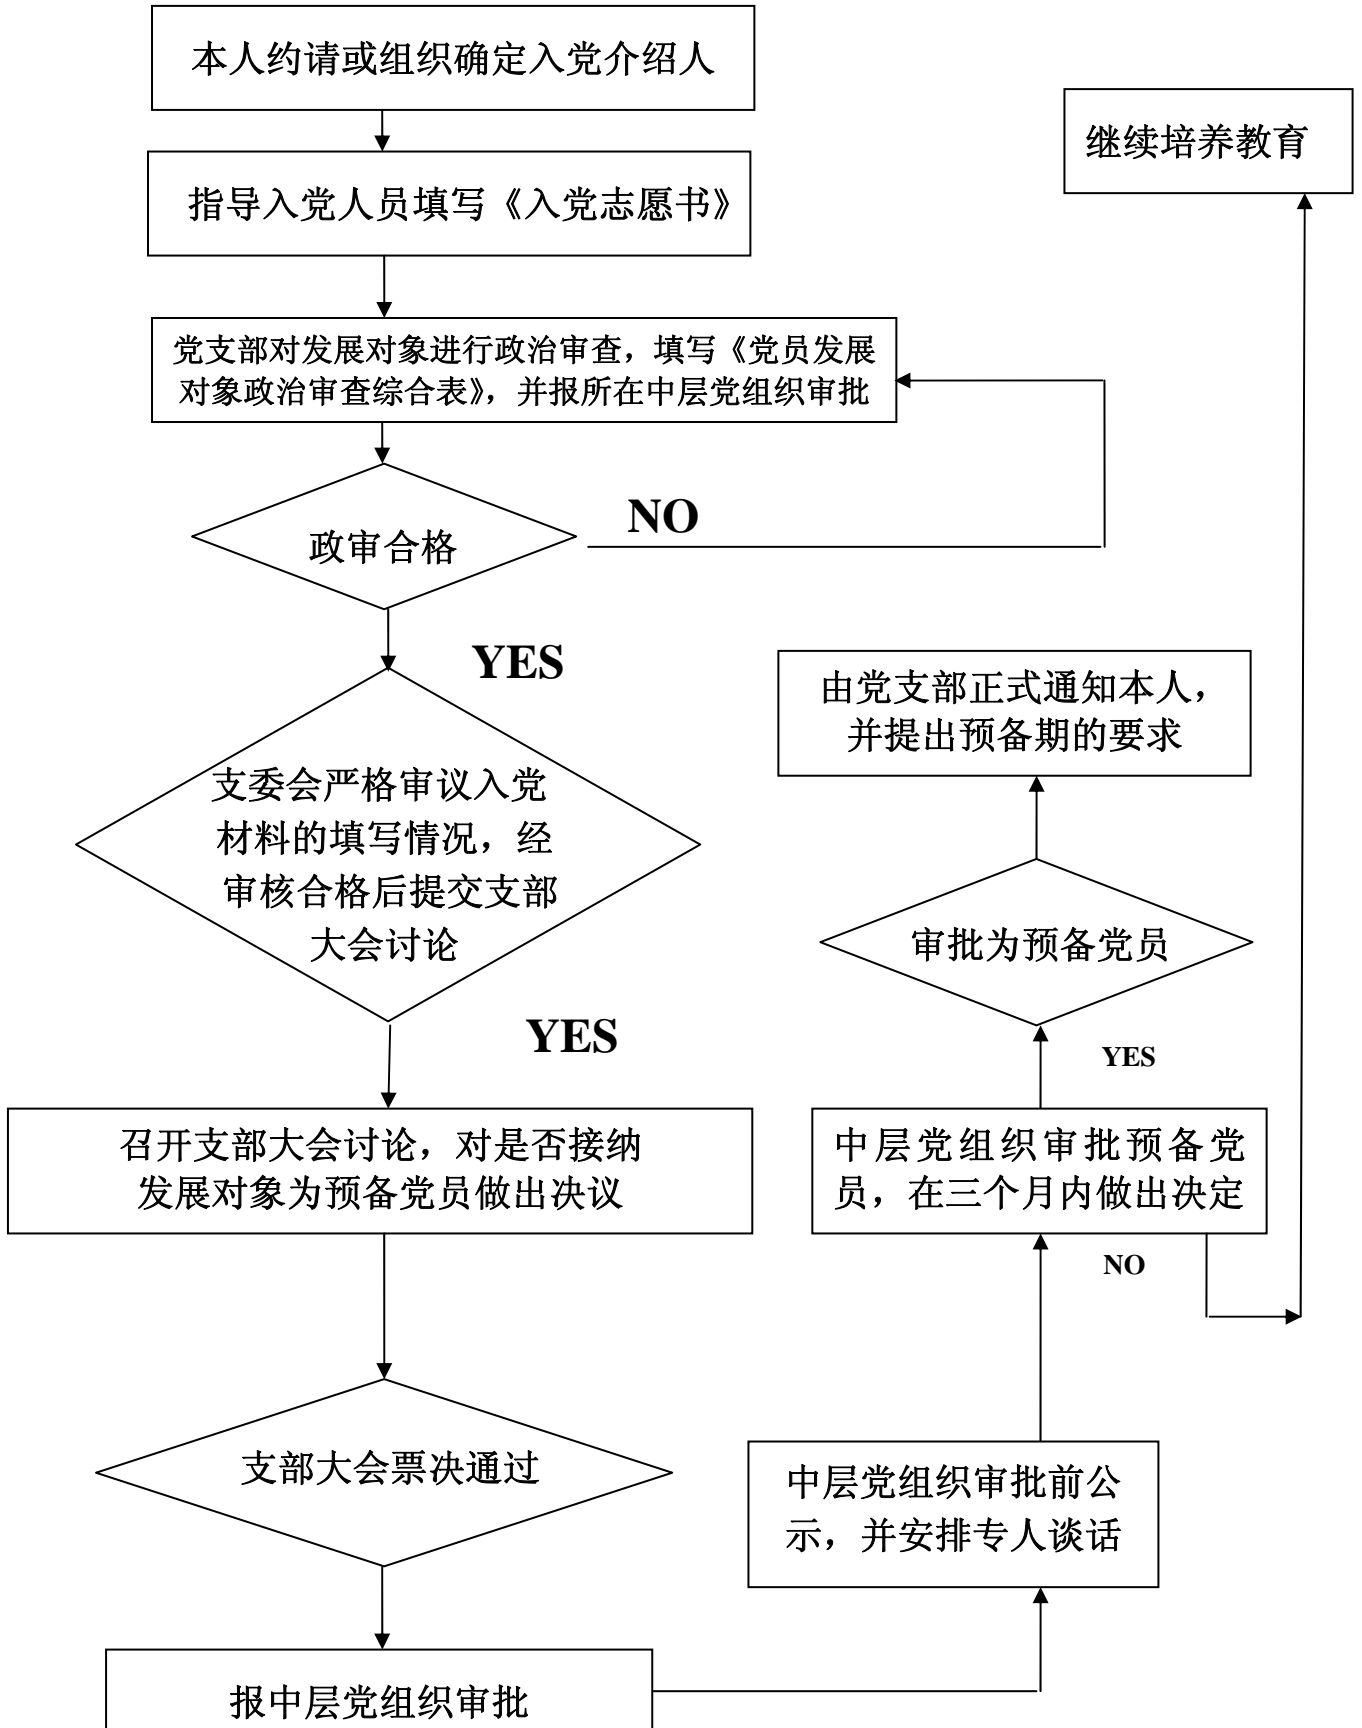 本人约请或组织确定入党介绍人
继续培养教育
指导入党人员填写《入党志愿书》
党支部对发展对象进行政治审查，填写《党员发展
对象政治审查综合表》，并报所在中层党组织审批
政审合格
NO
YES
支委会严格审议入党
材料的填写情况，经
审核合格后提交支部
大会讨论
YES
召开支部大会讨论，对是否接纳
发展对象为预备党员做出决议
支部大会票决通过
报中层党组织审批
中层党组织审批前公
示，并安排专人谈话
中层党组织审批预备党
员，在三个月内做出决定
NO
YES
审批为预备党员
由党支部正式通知本人，
并提出预备期的要求